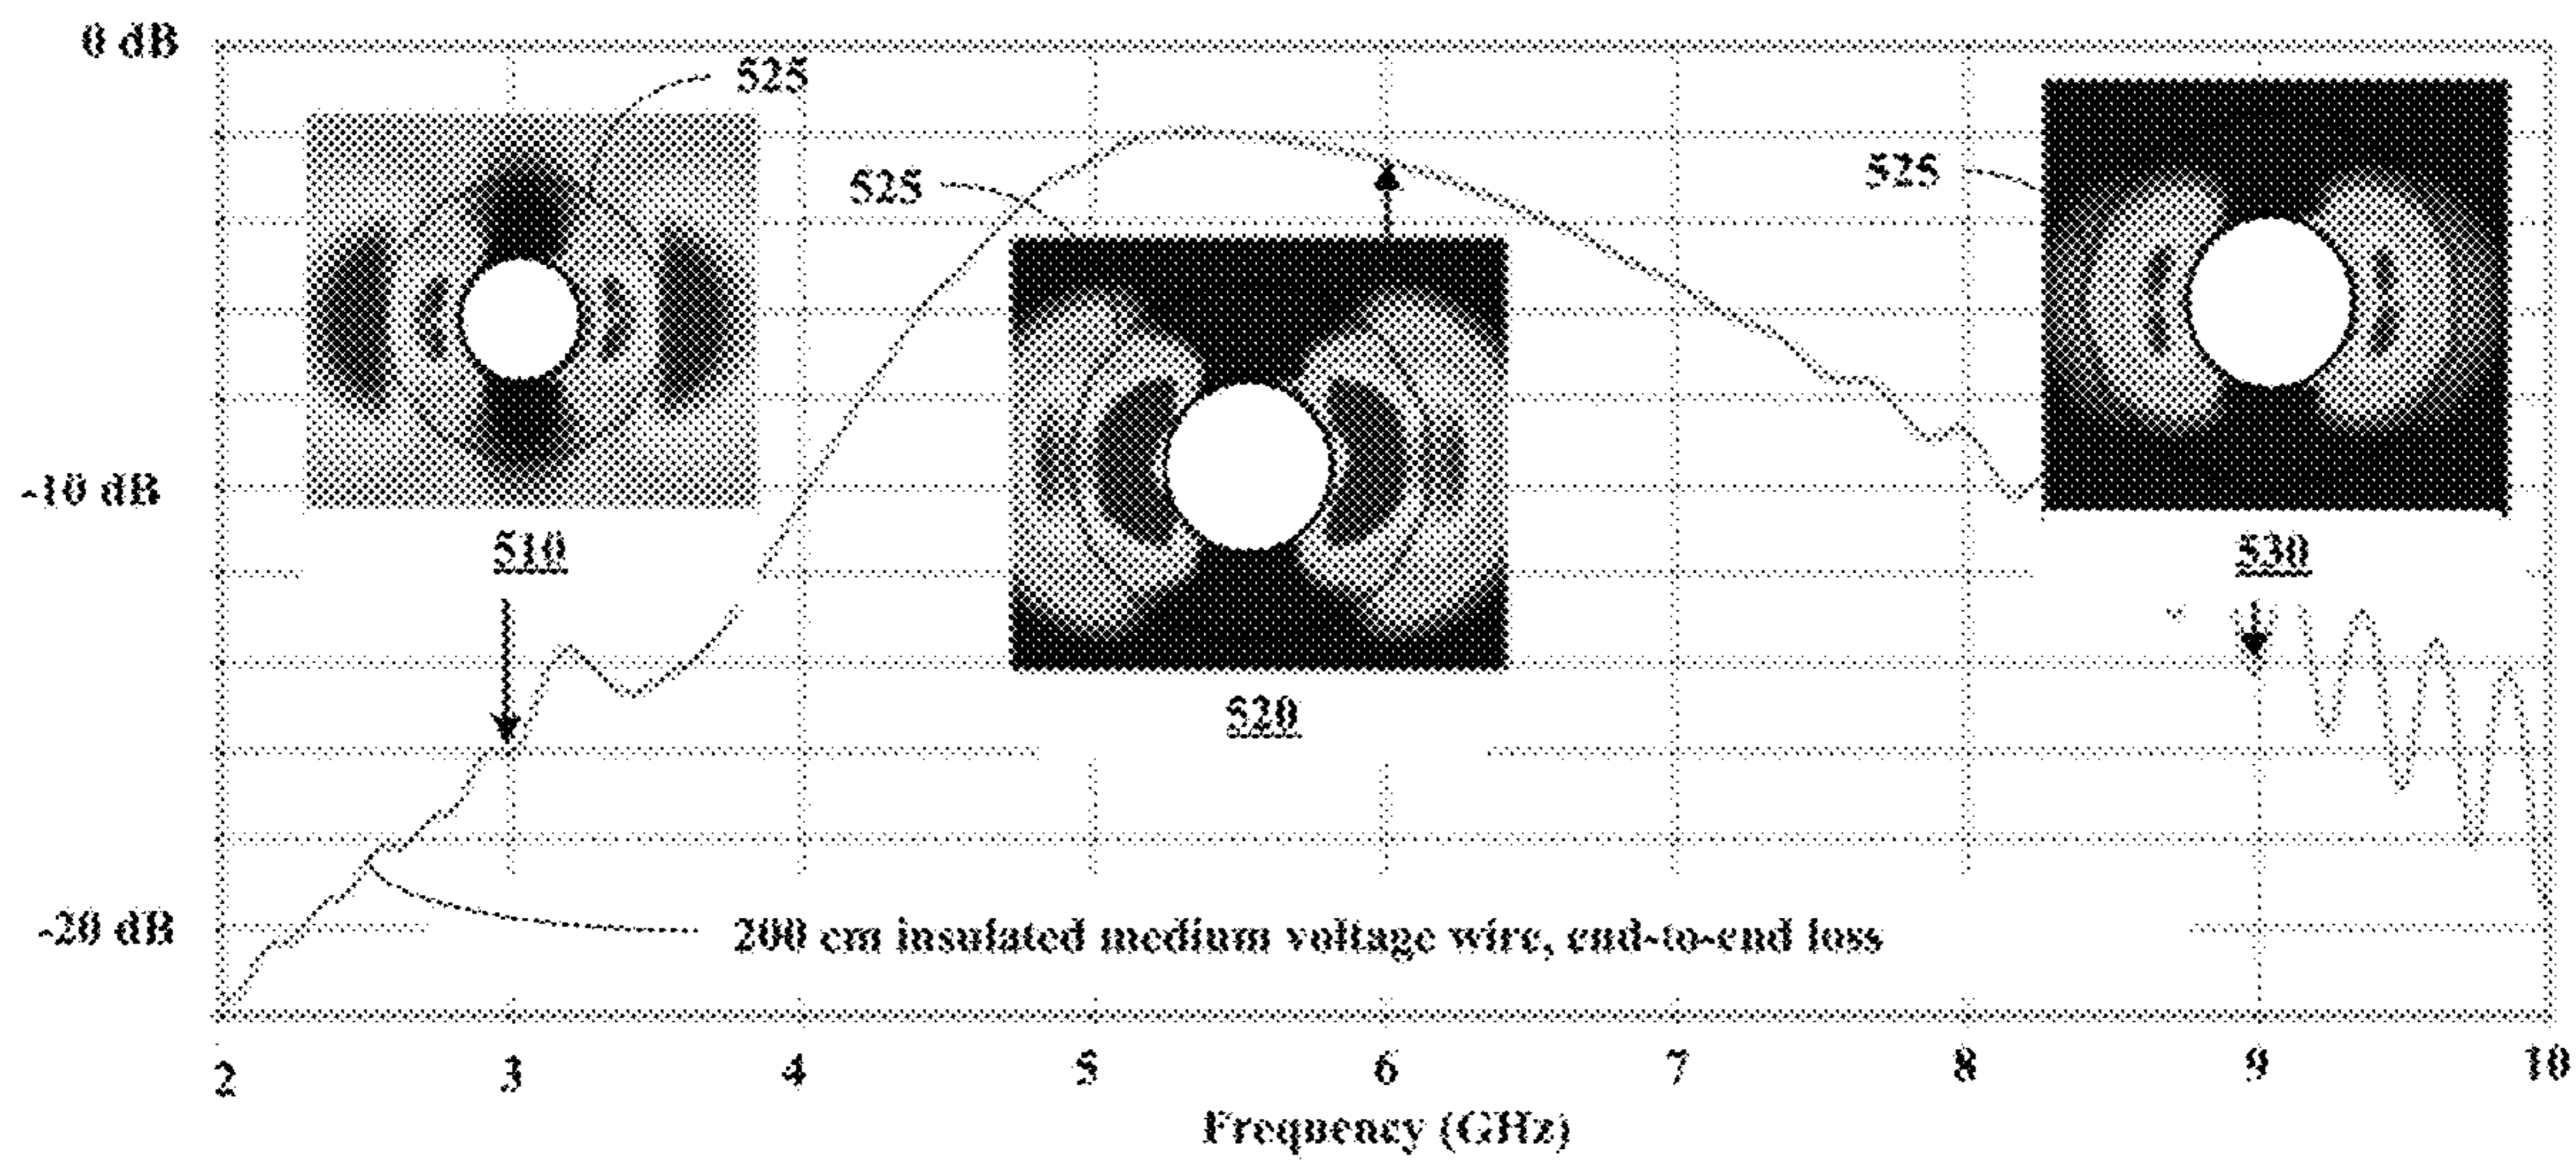 0 dB
525
525
525
-10 dB
510
530
520
-20 dB
200 cm insulated medium voltage wire, end-to-end loss
2 3 4 5 6 7 8 9 10
Frequency (GHz)